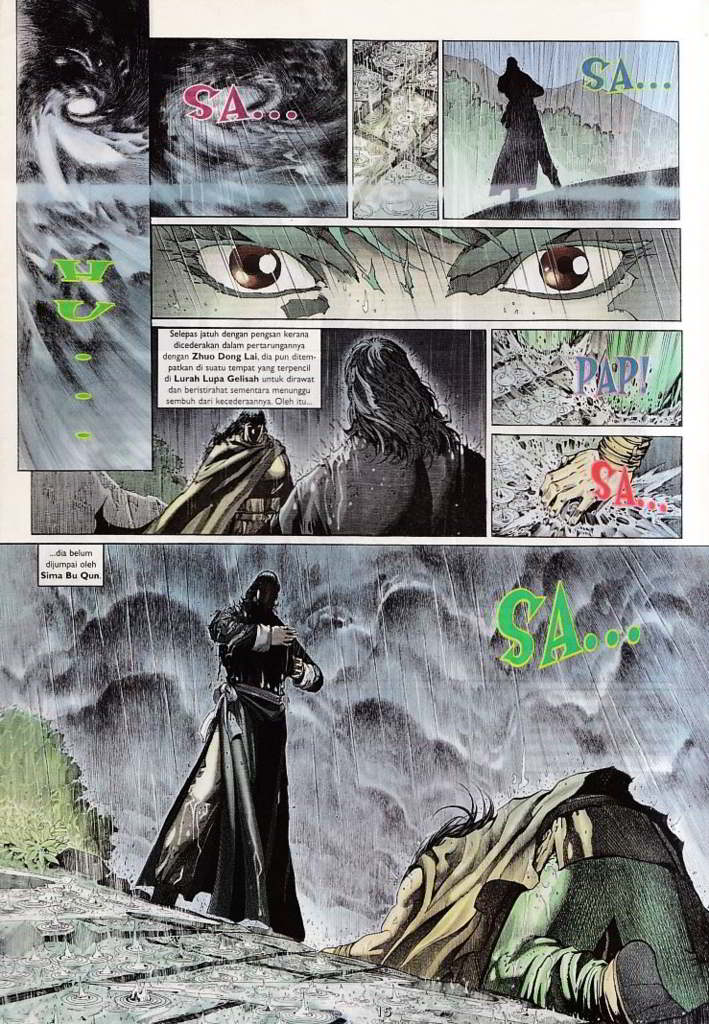 SA...
SA...
HU...
Selepas jatuh dengan pengsan kerana
dicederakan dalam pertarungannya
dengan Zhuo Dong Lai, dia pun ditem-
patkan di suatu tempat yang terpencil
di Lurah Lupa Gelisah untuk dirawat
dan beristirahat sementara menunggu
sembuh dari kecederaannya. Oleh itu...
PAP!
SA...
...dia belum
dijumpai oleh
Sima Bu Qun.
SA...
15